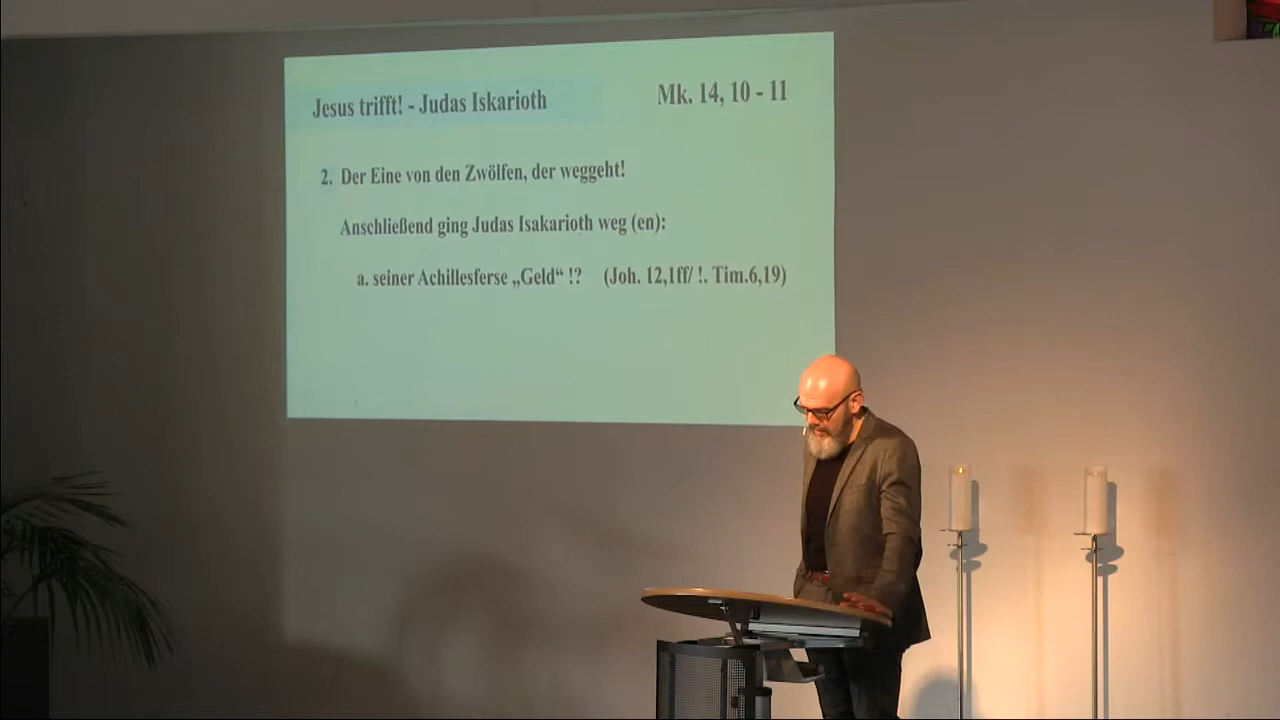 Jesus trifft! - Judas Iskarioth Mk. 14, 10 - 11
2. Der Eine von den Zwölfen, der weggeht!
Anschließend ging Judas Isakarioth weg (en):
a. seiner Achillesferse „Geld“ !? (Joh. 12,1ff/ !. Tim.6,19)